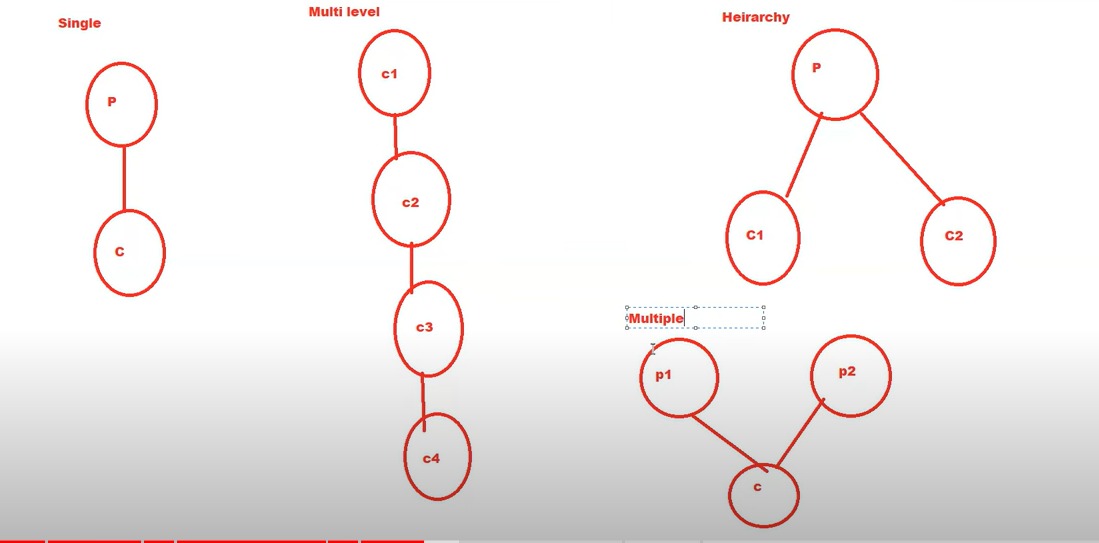 Single
P
C
Multi level
c1
c2
c3
c4
Heirarchy
P
C1
C2
Multiple
p1
p2
c